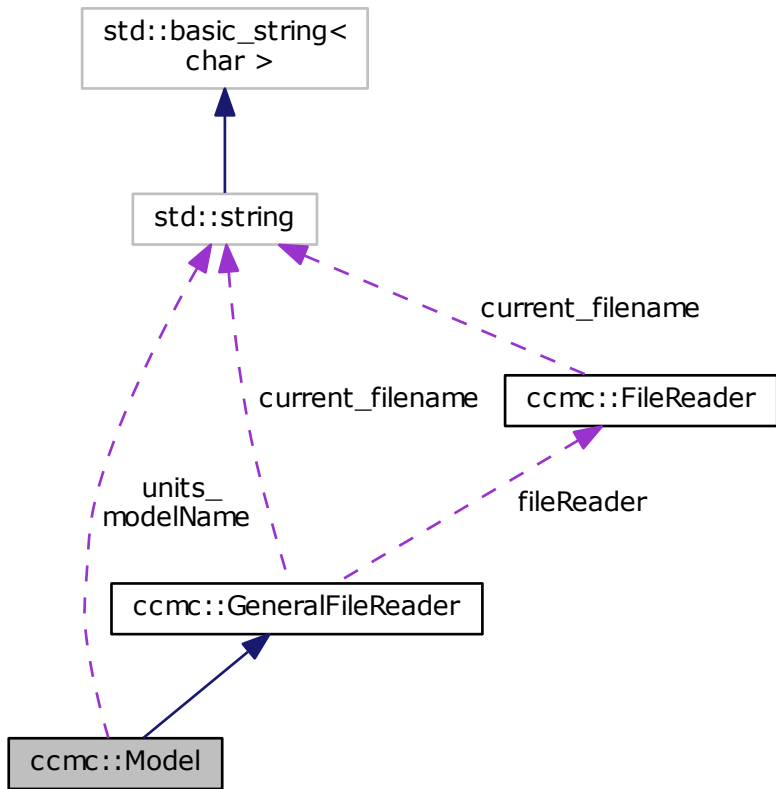 std::basic_string<
char >
std::string
current_filename
ccmc::FileReader
current_filename
units_
modelName
fileReader
ccmc::GeneralFileReader
ccmc::Model